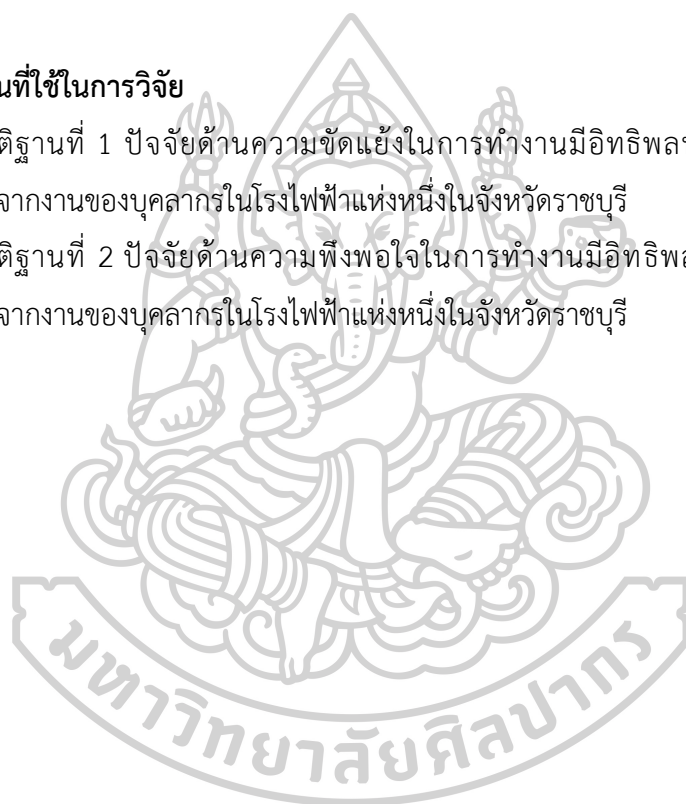 นที่ใช้ในการวิจัย
ติฐานที่ 1 ปัจจัยด้านความขัดแย้งในการทำงานมีอิทธิพล
จากงานของบุคลากรในโรงไฟฟ้าแห่งหนึ่งในจังหวัดราชบุรี
ติฐานที่ 2 ปัจจัยด้านความพึงพอใจในการทำงานมีอิทธิพ
จากงานของบุคลากรในโรงไฟฟ้าแห่งหนึ่งในจังหวัดราชบุรี
มหาวิทยาลัยศิลปากร